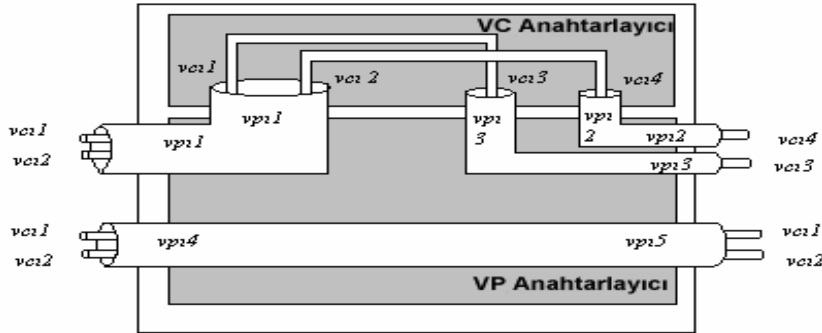 VC Anahtarlayıcı
vcı1
vcı 2
vcı3
vcı4
vpı1
vpı
3
vpı
2
vcı1
vcı2
vpı1
vpı2
vpı3
vcı4
vcı3
vcı1
vcı2
vpı4
vpı5
vcı1
vcı2
VP Anahtarlayıcı